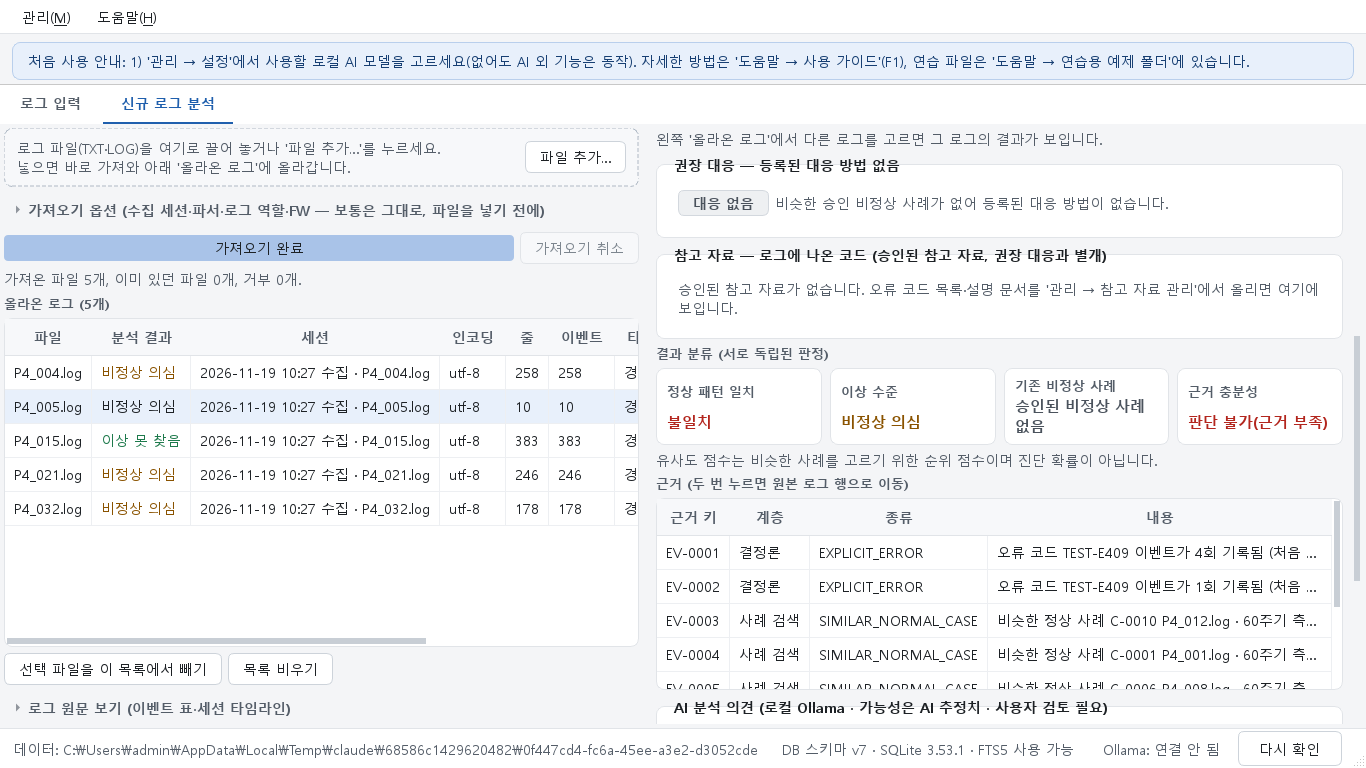 관리(M) 도움말(H)
처음 사용 안내: 1) '관리 → 설정'에서 사용할 로컬 AI 모델을 고르세요(없어도 AI 외 기능은 동작). 자세한 방법은 '도움말 → 사용 가이드'(F1), 연습 파일은 '도움말 → 연습용 예제 폴더'에 있습니다.
로그 입력 신규 로그 분석
로그 파일(TXT·LOG)을 여기로 끌어 놓거나 '파일 추가...'를 누르세요.
넣으면 바로 가져와 아래 '올라온 로그'에 올라갑니다.
파일 추가...
가져오기 옵션 (수집 세션·파서·로그 역할·FW — 보통은 그대로, 파일을 넣기 전에)
가져오기 완료 가져오기 취소
가져온 파일 5개, 이미 있던 파일 0개, 거부 0개.
올라온 로그 (5개)
파일 분석 결과 세션 인코딩 줄 이벤트
P4_004.log 비정상 의심 2026-11-19 10:27 수집 · P4_004.log utf-8 258 258
P4_005.log 비정상 의심 2026-11-19 10:27 수집 · P4_005.log utf-8 10 10
P4_015.log 이상 못 찾음 2026-11-19 10:27 수집 · P4_015.log utf-8 383 383
P4_021.log 비정상 의심 2026-11-19 10:27 수집 · P4_021.log utf-8 246 246
P4_032.log 비정상 의심 2026-11-19 10:27 수집 · P4_032.log utf-8 178 178
선택 파일을 이 목록에서 빼기 목록 비우기
로그 원문 보기 (이벤트 표·세션 타임라인)
왼쪽 '올라온 로그'에서 다른 로그를 고르면 그 로그의 결과가 보입니다.
권장 대응 — 등록된 대응 방법 없음
대응 없음 비슷한 승인 비정상 사례가 없어 등록된 대응 방법이 없습니다.
참고 자료 — 로그에 나온 코드 (승인된 참고 자료, 권장 대응과 별개)
승인된 참고 자료가 없습니다. 오류 코드 목록·설명 문서를 '관리 → 참고 자료 관리'에서 올리면 여기에
보입니다.
결과 분류 (서로 독립된 판정)
정상 패턴 일치
불일치
이상 수준
비정상 의심
기존 비정상 사례
승인된 비정상 사례
없음
근거 충분성
판단 불가(근거 부족)
유사도 점수는 비슷한 사례를 고르기 위한 순위 점수이며 진단 확률이 아닙니다.
근거 (두 번 누르면 원본 로그 행으로 이동)
근거 키 계층 종류 내용
EV-0001 결정론 EXPLICIT_ERROR 오류 코드 TEST-E409 이벤트가 4회 기록됨 (처음 ...
EV-0002 결정론 EXPLICIT_ERROR 오류 코드 TEST-E409 이벤트가 1회 기록됨 (처음 ...
EV-0003 사례 검색 SIMILAR_NORMAL_CASE 비슷한 정상 사례 C-0010 P4_012.log · 60주기 측...
EV-0004 사례 검색 SIMILAR_NORMAL_CASE 비슷한 정상 사례 C-0001 P4_001.log · 60주기 측...
EV-0005 사례 검색 SIMILAR_NORMAL_CASE 비슷한 정상 사례 C-0006 P4_008.log · 60주기 측...
AI 분석 의견 (로컬 Ollama · 가능성은 AI 추정치 · 사용자 검토 필요)
데이터: C:₩Users₩admin₩AppData₩Local₩Temp₩claude₩68586c1429620482₩0f447cd4-fc6a-45ee-a3e2-d3052cde DB 스키마 v7 · SQLite 3.53.1 · FTS5 사용 가능 Ollama: 연결 안 됨 다시 확인